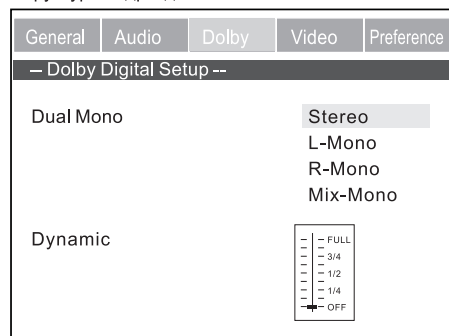 General Audio Dolby Video Preference
– Dolby Digital Setup --
Dual Mono Stereo
L-Mono
R-Mono
Mix-Mono
Dynamic
FULL
3/4
1/2
1/4
OFF